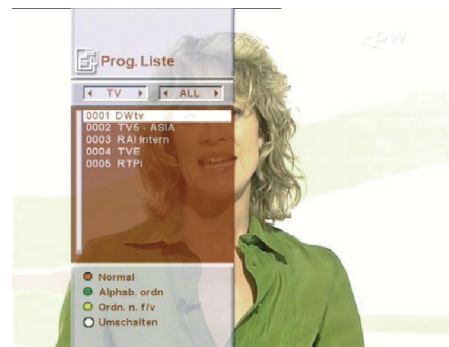 DW
Prog. Liste
TV ALL
0001 DWtv
0002 TV5 - ASIA
0003 RAI Intern
0004 TVE
0005 RTPi
Normal
Alphab. ordn
Ordn. n. f/v
Umschalten